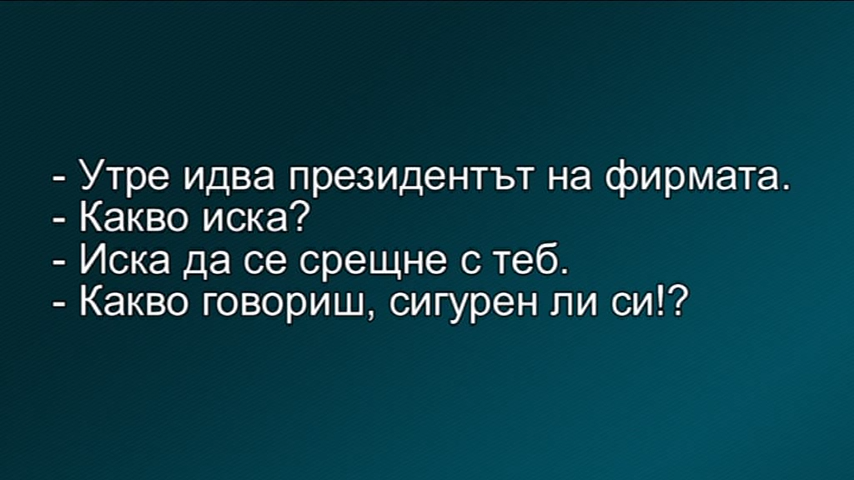 - Утре идва президентът на фирмата.
- Какво иска?
- Иска да се срещне с теб.
- Какво говориш, сигурен ли си!?